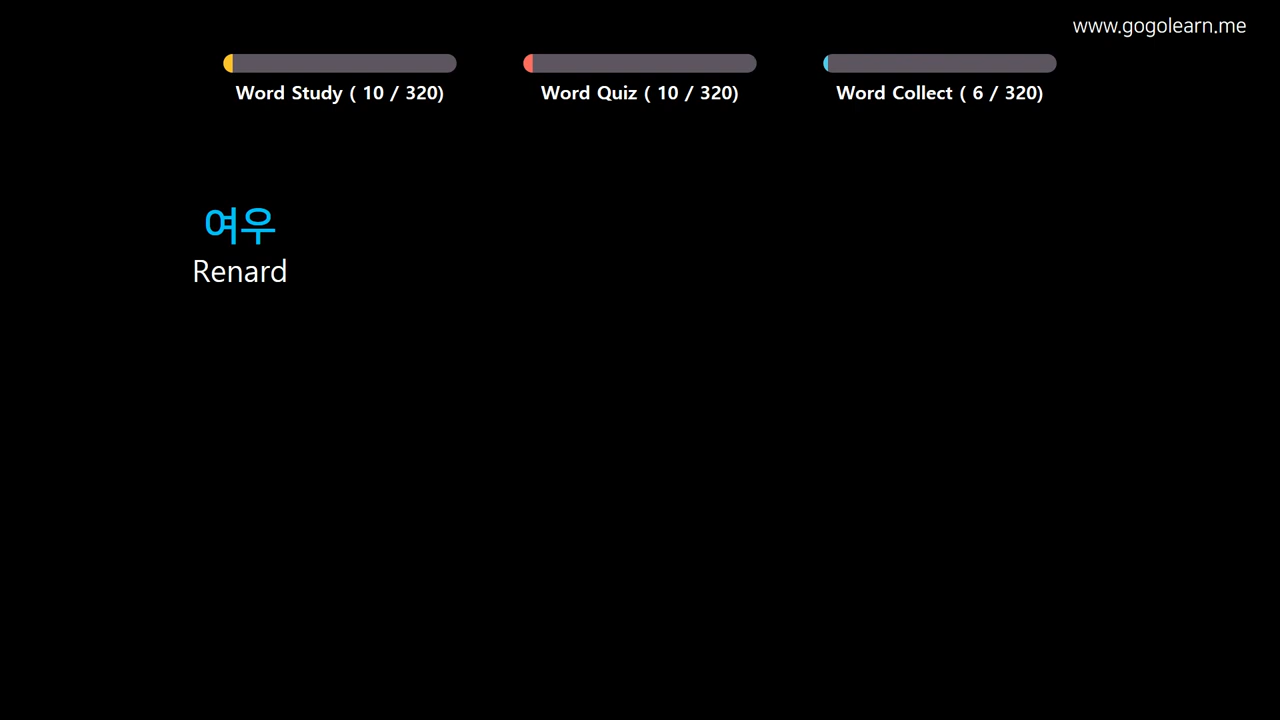 www.gogolearn.me
Word Study ( 10 / 320)
Word Quiz ( 10 / 320)
Word Collect ( 6 / 320)
여우
Renard